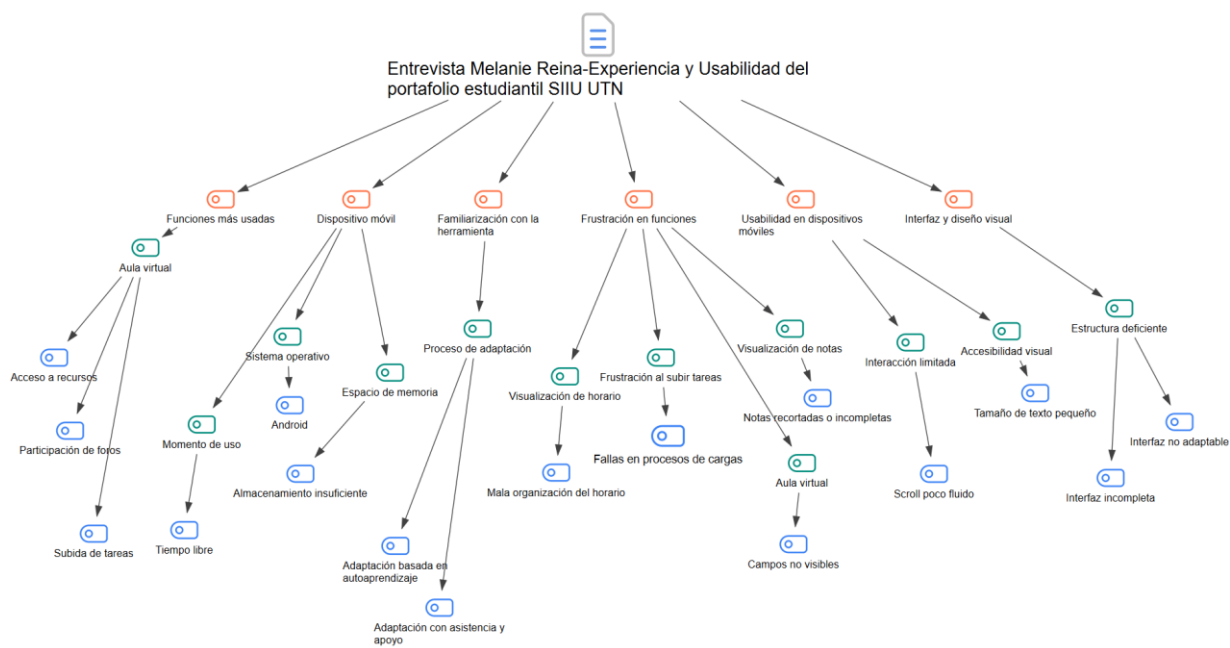 Entrevista Melanie Reina-Experiencia y Usabilidad del
portafolio estudiantil SIIU UTN
Funciones más usadas
Dispositivo móvil
Familiarización con la
herramienta
Frustración en funciones
Usabilidad en dispositivos
móviles
Interfaz y diseño visual
Aula virtual
Estructura deficiente
Sistema operativo
Proceso de adaptación
Visualización de notas
Interacción limitada
Accesibilidad visual
Acceso a recursos
Espacio de memoria
Visualización de horario
Frustración al subir tareas
Android
Notas recortadas o incompletas
Tamaño de texto pequeño
Participación de foros
Momento de uso
Fallas en procesos de cargas
Interfaz no adaptable
Almacenamiento insuficiente
Mala organización del horario
Aula virtual
Scroll poco fluido
Interfaz incompleta
Subida de tareas
Tiempo libre
Adaptación basada en
autoaprendizaje
Campos no visibles
Adaptación con asistencia y
apoyo